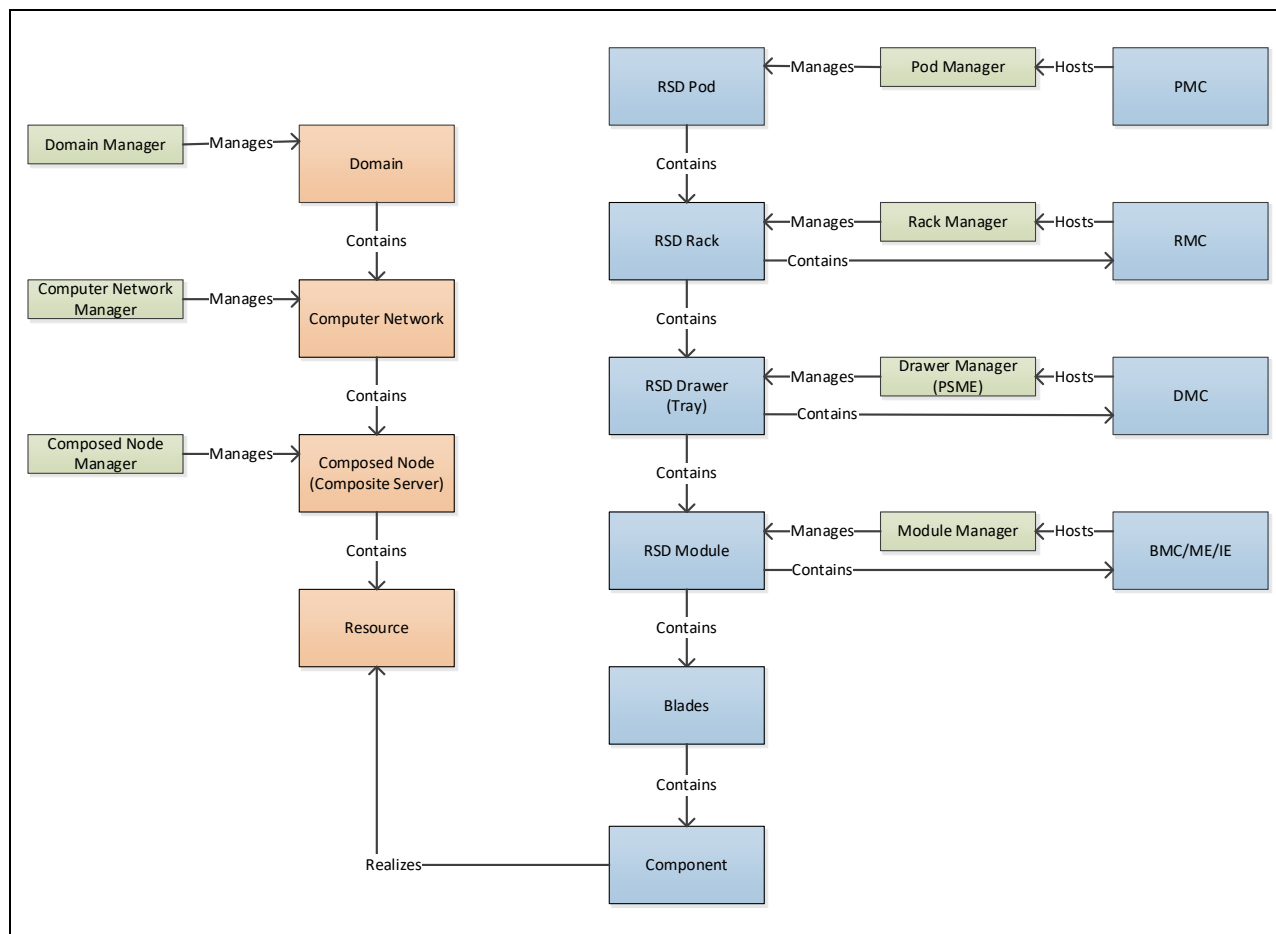 RSD Pod
Manages
Pod Manager
Hosts
PMC
Domain Manager
Manages
Domain
Contains
Contains
RSD Rack
Manages
Rack Manager
Hosts
RMC
Contains
Computer Network
Manager
Manages
Computer Network
Contains
Contains
RSD Drawer
(Tray)
Manages
Drawer Manager
(PSME)
Hosts
DMC
Contains
Composed Node
Manager
Manages
Composed Node
(Composite Server)
Contains
Contains
RSD Module
Manages
Module Manager
Hosts
BMC/ME/IE
Contains
Resource
Contains
Blades
Contains
Component
Realizes